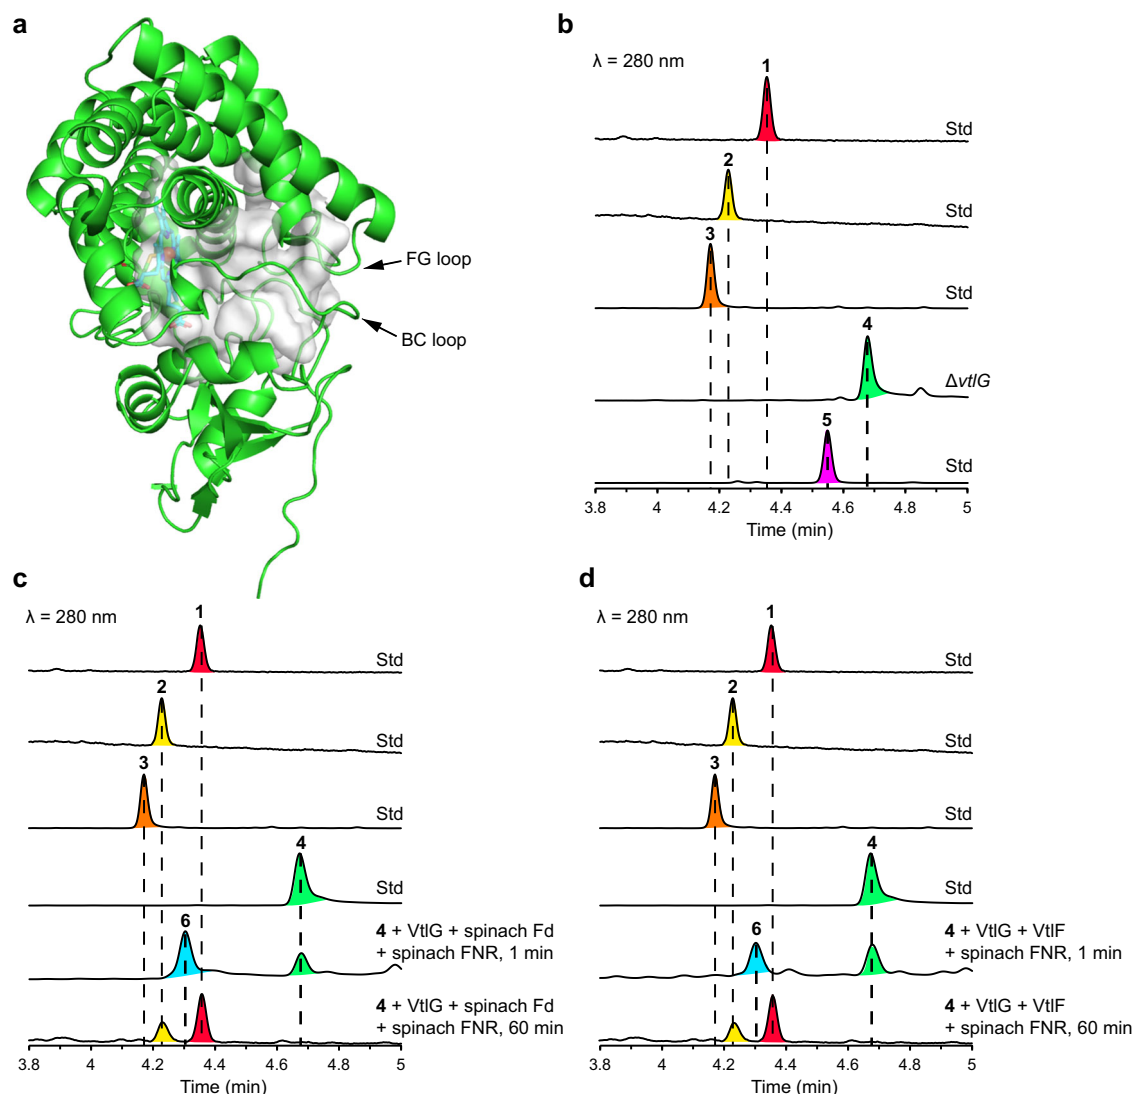 a
FG loop
BC loop
b
λ = 280 nm
1
Std
2
Std
3
Std
4
ΔvtlG
5
Std
3.8 4 4.2 4.4 4.6 4.8 5
Time (min)
c
λ = 280 nm
1
Std
2
Std
3
Std
4
Std
6
4 + VtlG + spinach Fd
+ spinach FNR, 1 min
4 + VtlG + spinach Fd
+ spinach FNR, 60 min
3.8 4 4.2 4.4 4.6 4.8 5
Time (min)
d
λ = 280 nm
1
Std
2
Std
3
Std
4
Std
6
4 + VtlG + VtlF
+ spinach FNR, 1 min
4 + VtlG + VtlF
+ spinach FNR, 60 min
3.8 4 4.2 4.4 4.6 4.8 5
Time (min)